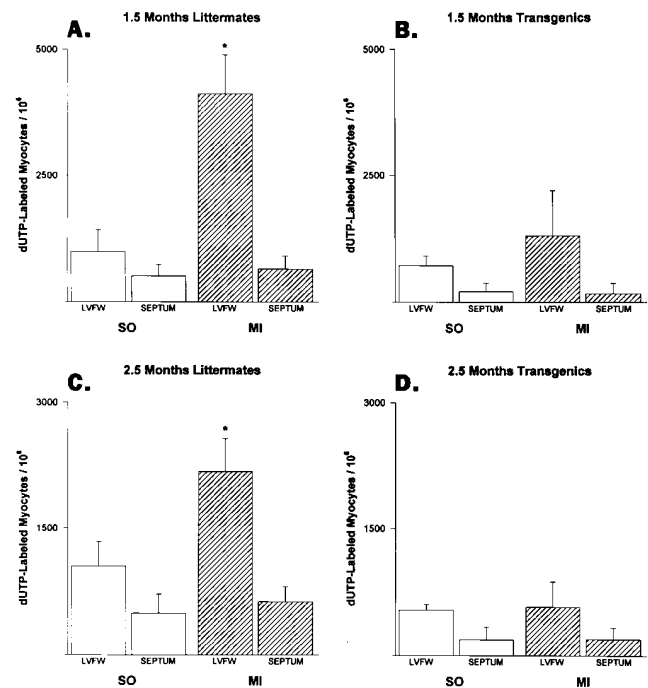 A.
1.5 Months Littermates
5000
2500
dUTP-Labeled Myocytes / 10⁶
*
LVFW SEPTUM LVFW SEPTUM
SO MI
B.
1.5 Months Transgenics
5000
2500
dUTP-Labeled Myocytes / 10⁶
LVFW SEPTUM LVFW SEPTUM
SO MI
C.
2.5 Months Littermates
3000
1500
dUTP-Labeled Myocytes / 10⁶
*
LVFW SEPTUM LVFW SEPTUM
SO MI
D.
2.5 Months Transgenics
3000
1500
dUTP-Labeled Myocytes / 10⁶
LVFW SEPTUM LVFW SEPTUM
SO MI